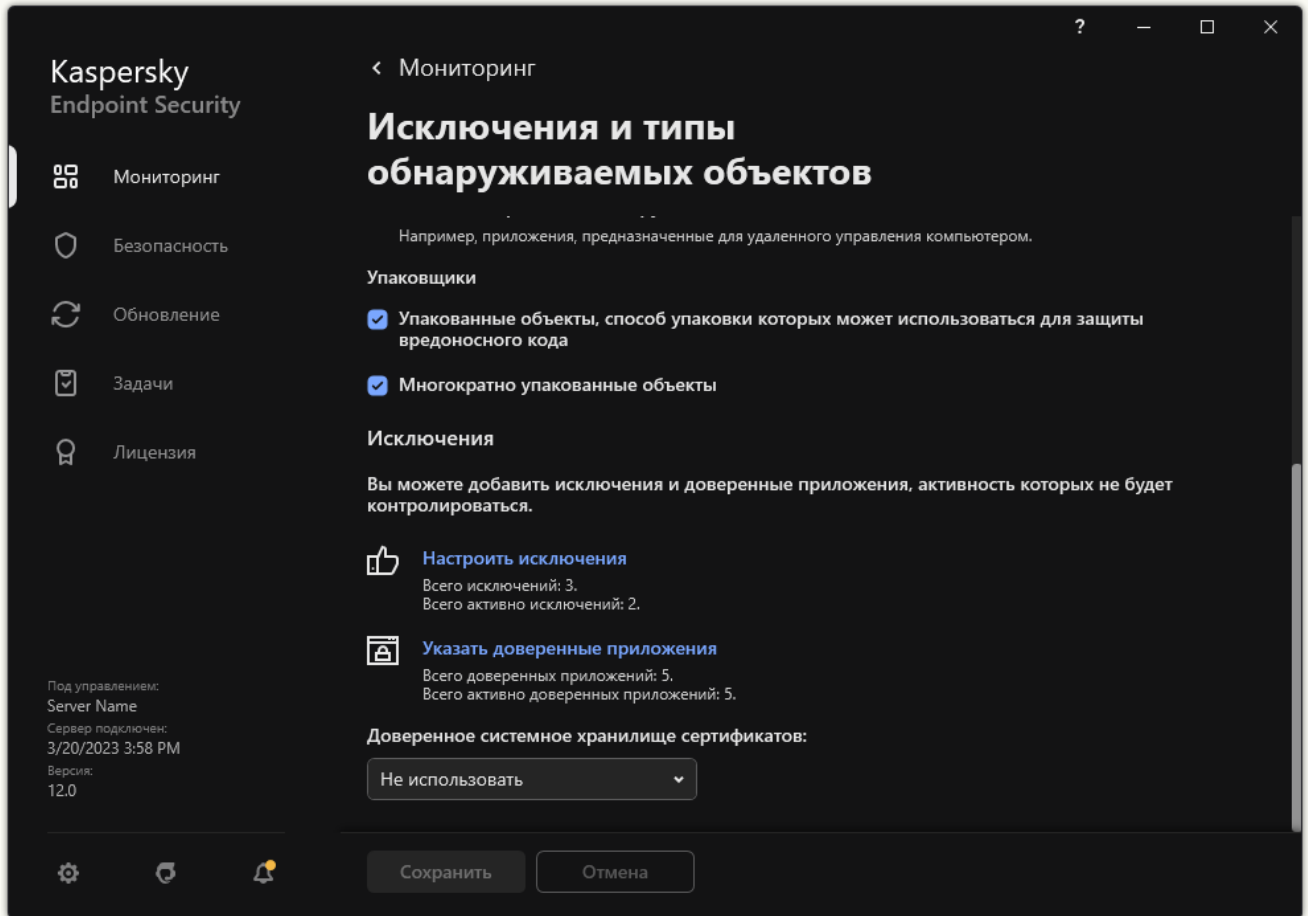 ?
Kaspersky
Endpoint Security
Мониторинг
Безопасность
Обновление
Задачи
Лицензия
Под управлением:
Server Name
Сервер подключен:
3/20/2023 3:58 PM
Версия:
12.0
Мониторинг
Исключения и типы
обнаруживаемых объектов
Например, приложения, предназначенные для удаленного управления компьютером.
Упаковщики
Упакованные объекты, способ упаковки которых может использоваться для защиты
вредоносного кода
Многократно упакованные объекты
Исключения
Вы можете добавить исключения и доверенные приложения, активность которых не будет
контролироваться.
Настроить исключения
Всего исключений: 3.
Всего активно исключений: 2.
Указать доверенные приложения
Всего доверенных приложений: 5.
Всего активно доверенных приложений: 5.
Доверенное системное хранилище сертификатов:
Не использовать
Сохранить
Отмена